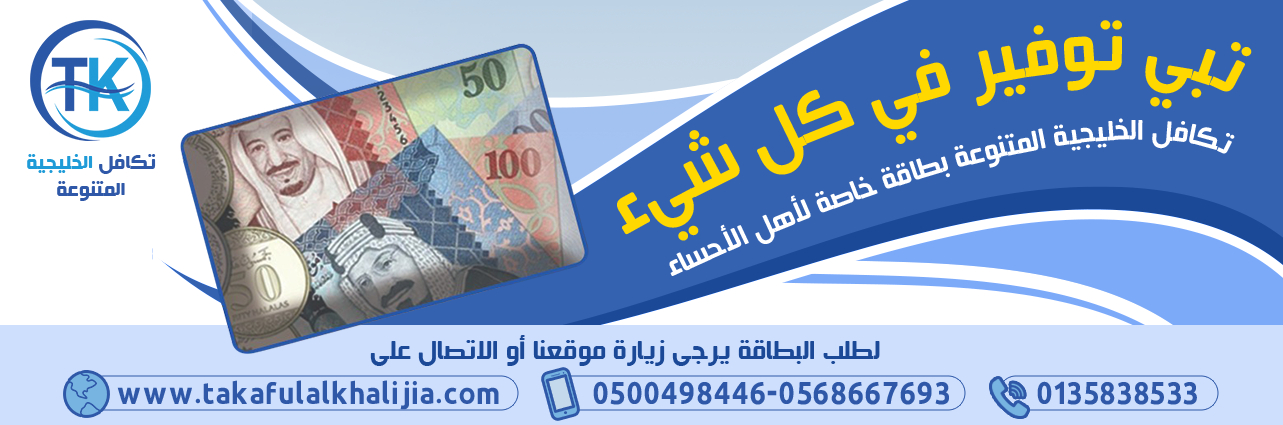 TK
تكافل الخليجية
المتنوعة
تبي توفير في كل شيء
تكافل الخليجية المتنوعة بطاقة خاصة لأهل الأحساء
50
100
50
HALALAS
لطلب البطاقة يرجى زيارة موقعنا أو الاتصال على
www.takafulalkhalijia.com
0500498446-0568667693
0135838533